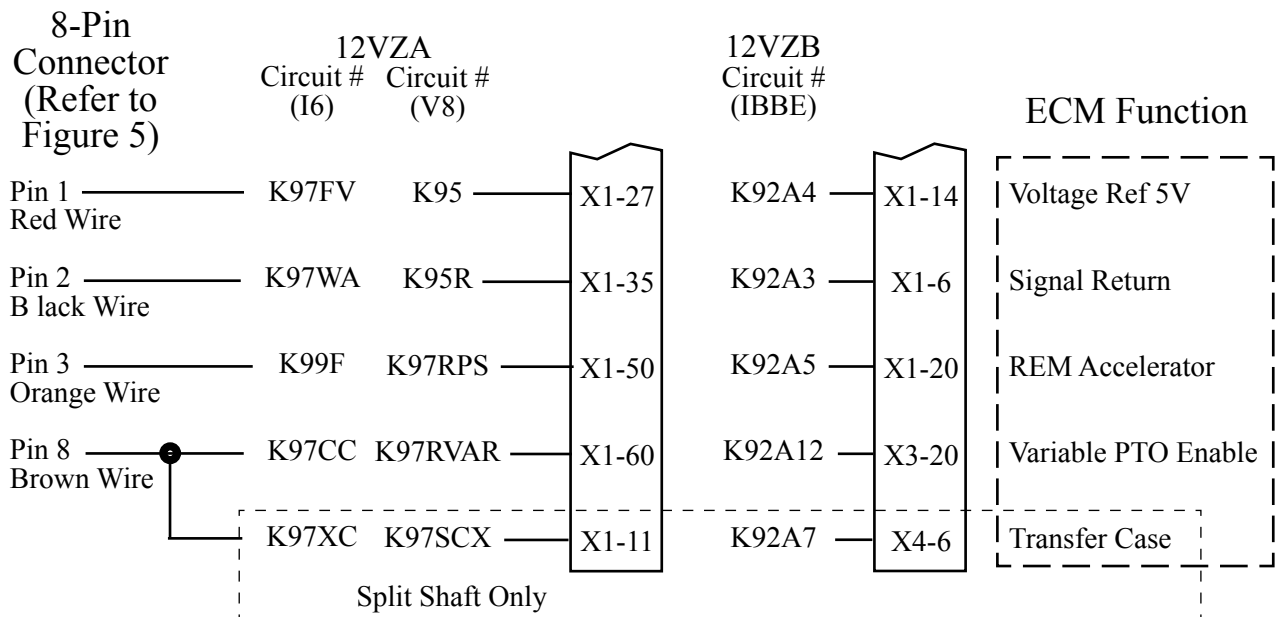 8-Pin
Connector
(Refer to
Figure 5)
12VZA
Circuit # Circuit #
(I6) (V8)
12VZB
Circuit #
(IBBE)
ECM Function
Pin 1 K97FV K95 X1-27 K92A4 X1-14 Voltage Ref 5V
Red Wire
Pin 2 K97WA K95R X1-35 K92A3 X1-6 Signal Return
B lack Wire
Pin 3 K99F K97RPS X1-50 K92A5 X1-20 REM Accelerator
Orange Wire
Pin 8 K97CC K97RVAR X1-60 K92A12 X3-20 Variable PTO Enable
Brown Wire
K97XC K97SCX X1-11 K92A7 X4-6 Transfer Case
Split Shaft Only